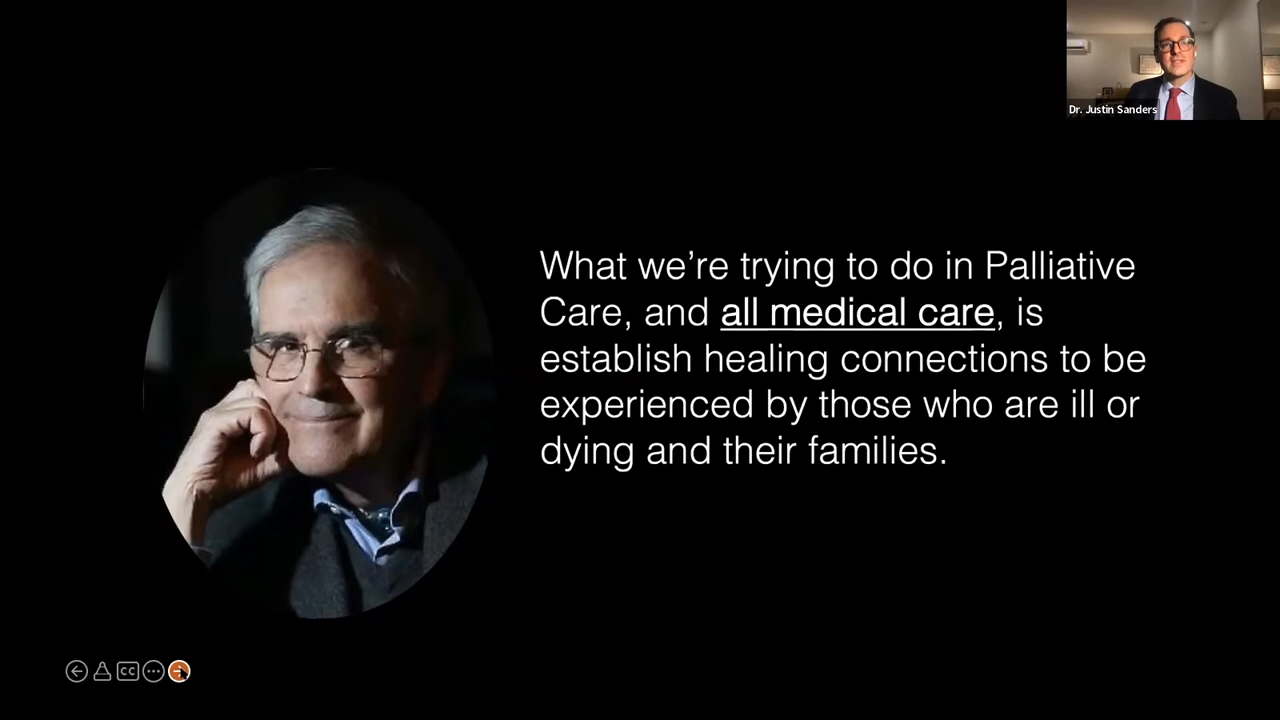 Dr. Justin Sanders
What we’re trying to do in Palliative
Care, and all medical care, is
establish healing connections to be
experienced by those who are ill or
dying and their families.
CC